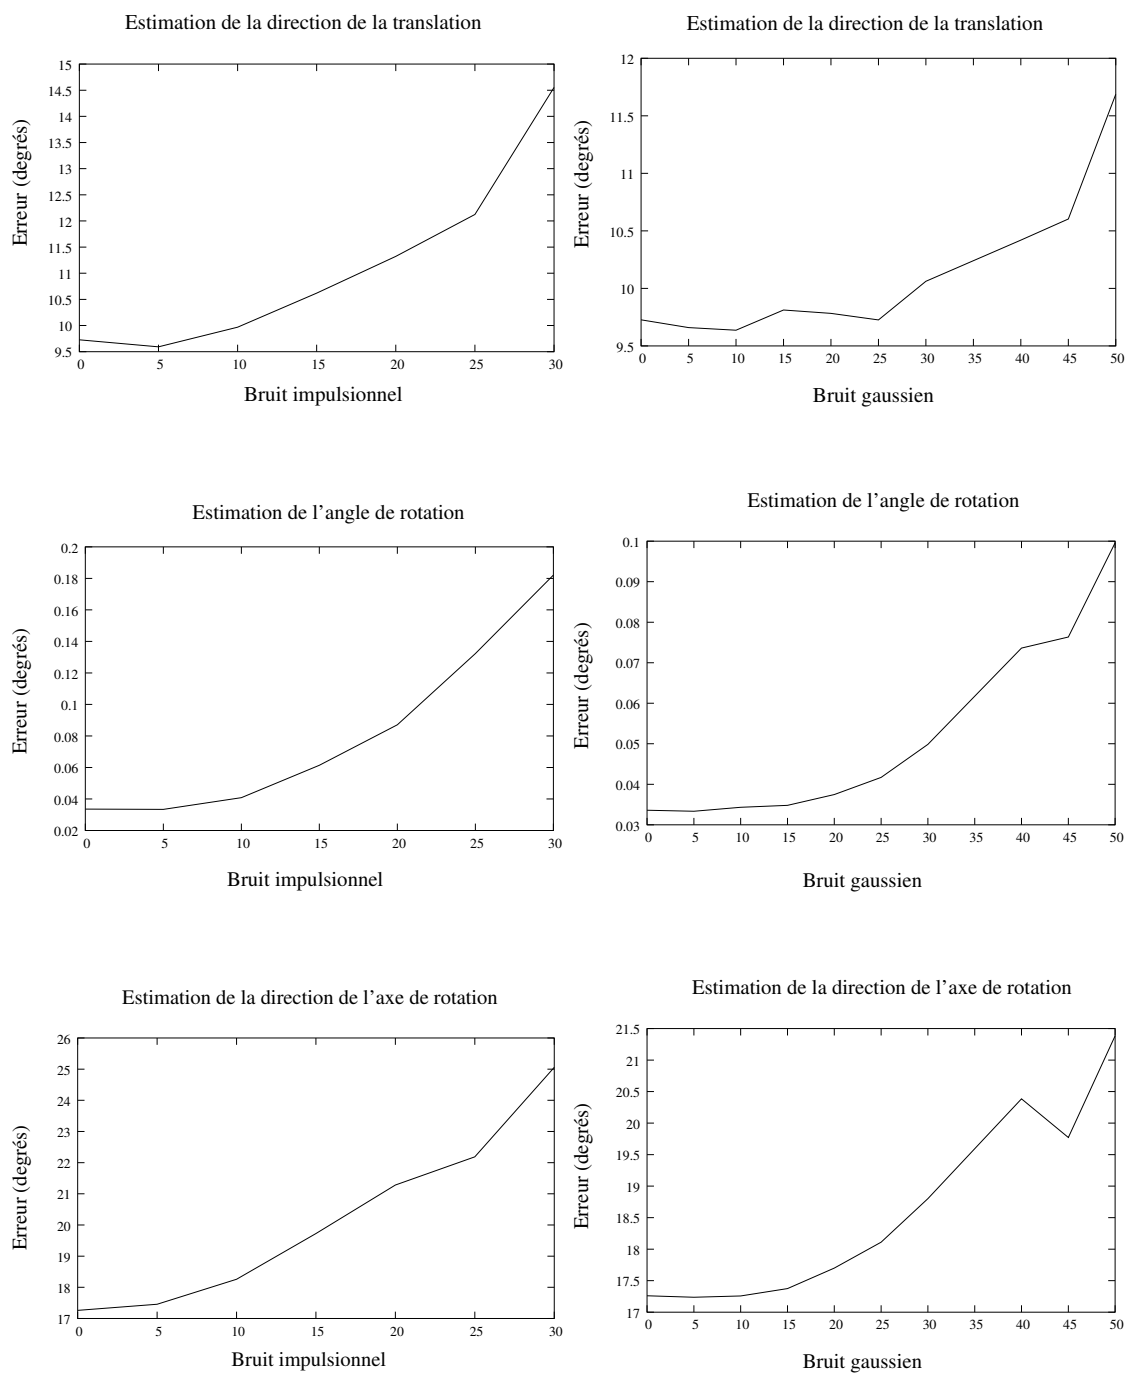 Estimation de la direction de la translation
Erreur (degrés)
15
14.5
14
13.5
13
12.5
12
11.5
11
10.5
10
9.5
0 5 10 15 20 25 30
Bruit impulsionnel
Estimation de la direction de la translation
Erreur (degrés)
12
11.5
11
10.5
10
9.5
0 5 10 15 20 25 30 35 40 45 50
Bruit gaussien
Estimation de l'angle de rotation
Erreur (degrés)
0.2
0.18
0.16
0.14
0.12
0.1
0.08
0.06
0.04
0.02
0 5 10 15 20 25 30
Bruit impulsionnel
Estimation de l'angle de rotation
Erreur (degrés)
0.1
0.09
0.08
0.07
0.06
0.05
0.04
0.03
0 5 10 15 20 25 30 35 40 45 50
Bruit gaussien
Estimation de la direction de l'axe de rotation
Erreur (degrés)
26
25
24
23
22
21
20
19
18
17
0 5 10 15 20 25 30
Bruit impulsionnel
Estimation de la direction de l'axe de rotation
Erreur (degrés)
21.5
21
20.5
20
19.5
19
18.5
18
17.5
17
0 5 10 15 20 25 30 35 40 45 50
Bruit gaussien